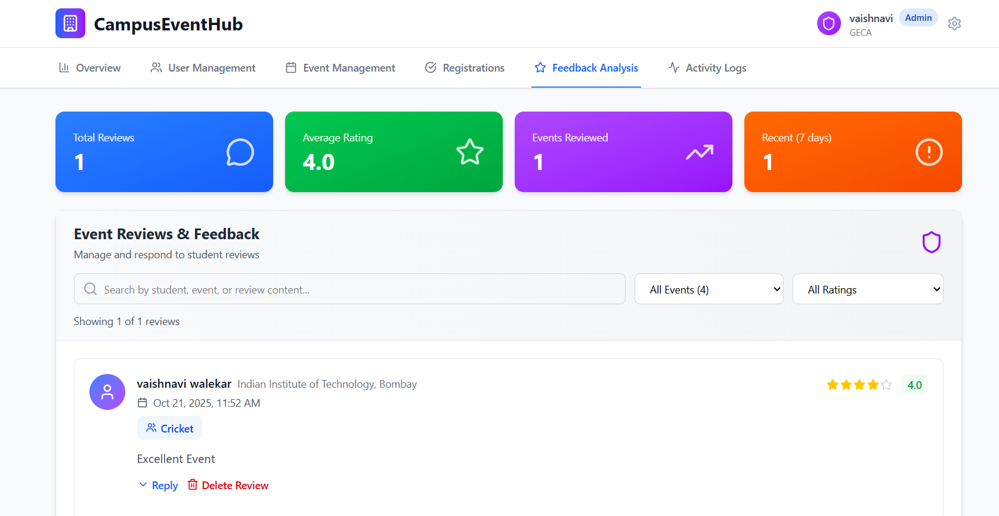 CampusEventHub
vaishnavi Admin
GECA
Overview User Management Event Management Registrations Feedback Analysis Activity Logs
Total Reviews
1
Average Rating
4.0
Events Reviewed
1
Recent (7 days)
1
Event Reviews & Feedback
Manage and respond to student reviews
Search by student, event, or review content...
All Events (4)
All Ratings
Showing 1 of 1 reviews
vaishnavi walekar Indian Institute of Technology, Bombay
4.0
Oct 21, 2025, 11:52 AM
Cricket
Excellent Event
Reply Delete Review